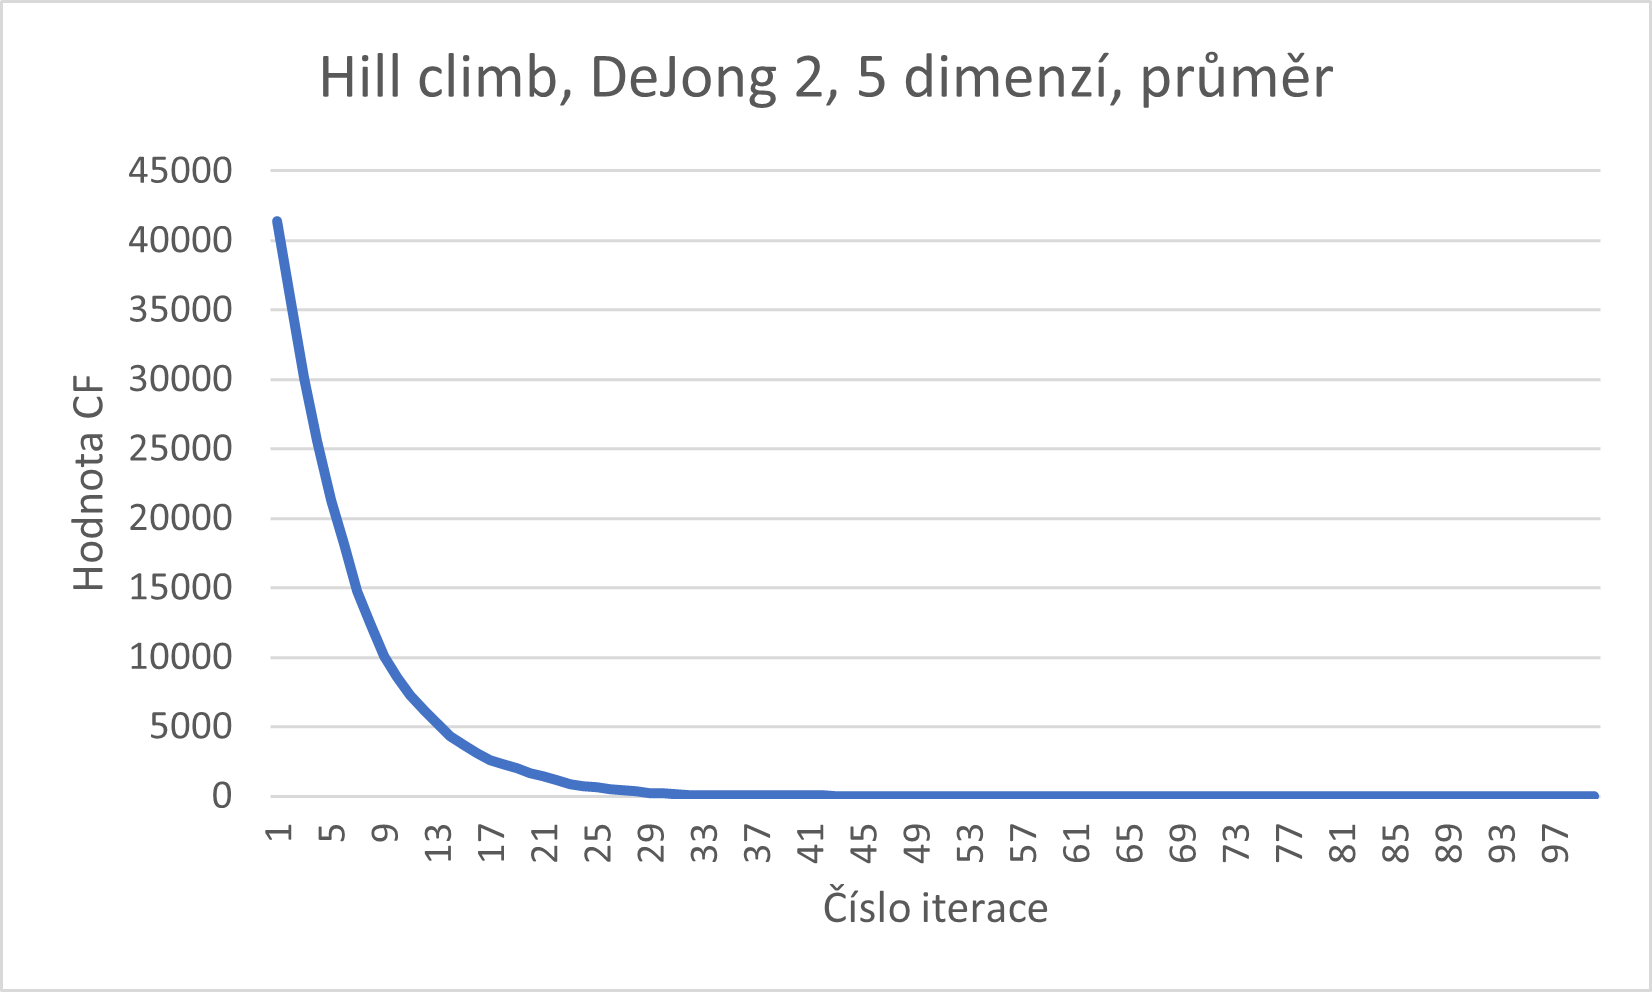 Hill climb, DeJong 2, 5 dimenzí, průměr
45000
40000
35000
30000
25000
20000
15000
10000
5000
0
Hodnota CF
1 5 9 13 17 21 25 29 33 37 41 45 49 53 57 61 65 69 73 77 81 85 89 93 97
Číslo iterace